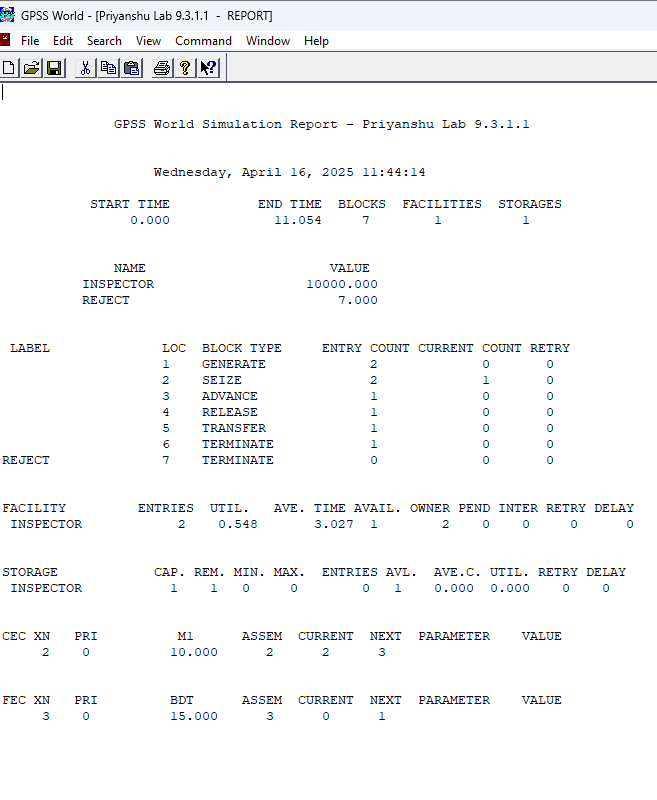 GPSS World - [Priyanshu Lab 9.3.1.1 - REPORT]
File Edit Search View Command Window Help
GPSS World Simulation Report - Priyanshu Lab 9.3.1.1
Wednesday, April 16, 2025 11:44:14
START TIME END TIME BLOCKS FACILITIES STORAGES
0.000 11.054 7 1 1
NAME VALUE
INSPECTOR 10000.000
REJECT 7.000
LABEL LOC BLOCK TYPE ENTRY COUNT CURRENT COUNT RETRY
1 GENERATE 2 0 0
2 SEIZE 2 1 0
3 ADVANCE 1 0 0
4 RELEASE 1 0 0
5 TRANSFER 1 0 0
6 TERMINATE 1 0 0
REJECT 7 TERMINATE 0 0 0
FACILITY ENTRIES UTIL. AVE. TIME AVAIL. OWNER PEND INTER RETRY DELAY
INSPECTOR 2 0.548 3.027 1 2 0 0 0 0
STORAGE CAP. REM. MIN. MAX. ENTRIES AVL. AVE.C. UTIL. RETRY DELAY
INSPECTOR 1 1 0 0 0 1 0.000 0.000 0 0
CEC XN PRI M1 ASSEM CURRENT NEXT PARAMETER VALUE
2 0 10.000 2 2 3
FEC XN PRI BDT ASSEM CURRENT NEXT PARAMETER VALUE
3 0 15.000 3 0 1